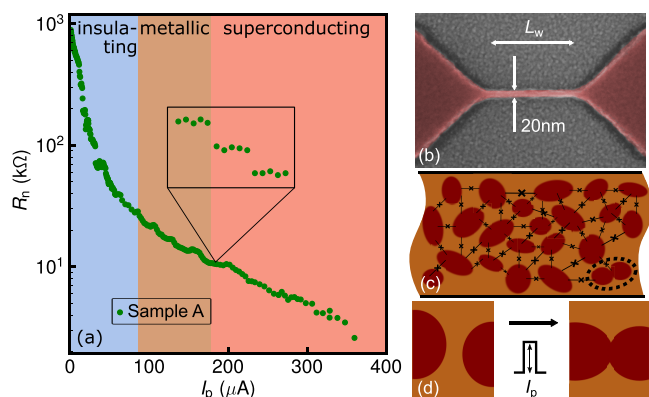 insula-
ting
metallic
superconducting
10³
10²
10¹
Rₙ (kΩ)
Sample A
(a)
0
100
200
300
400
Iₚ (μA)
L_w
20nm
(b)
(c)
(d)
Iₚ